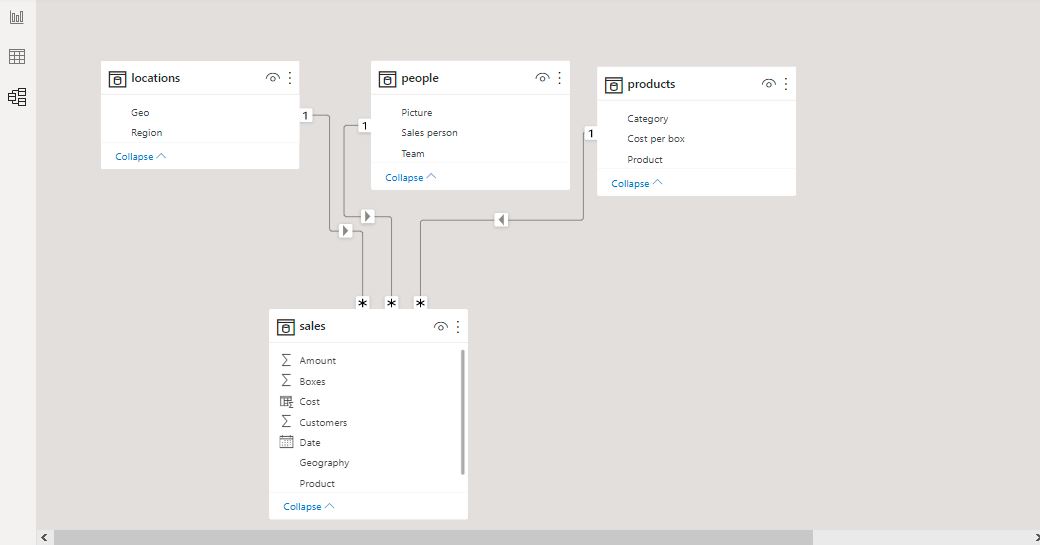 locations
Geo
Region
Collapse
people
Picture
Sales person
Team
Collapse
products
Category
Cost per box
Product
Collapse
1
1
1
* * *
sales
Amount
Boxes
Cost
Customers
Date
Geography
Product
Collapse